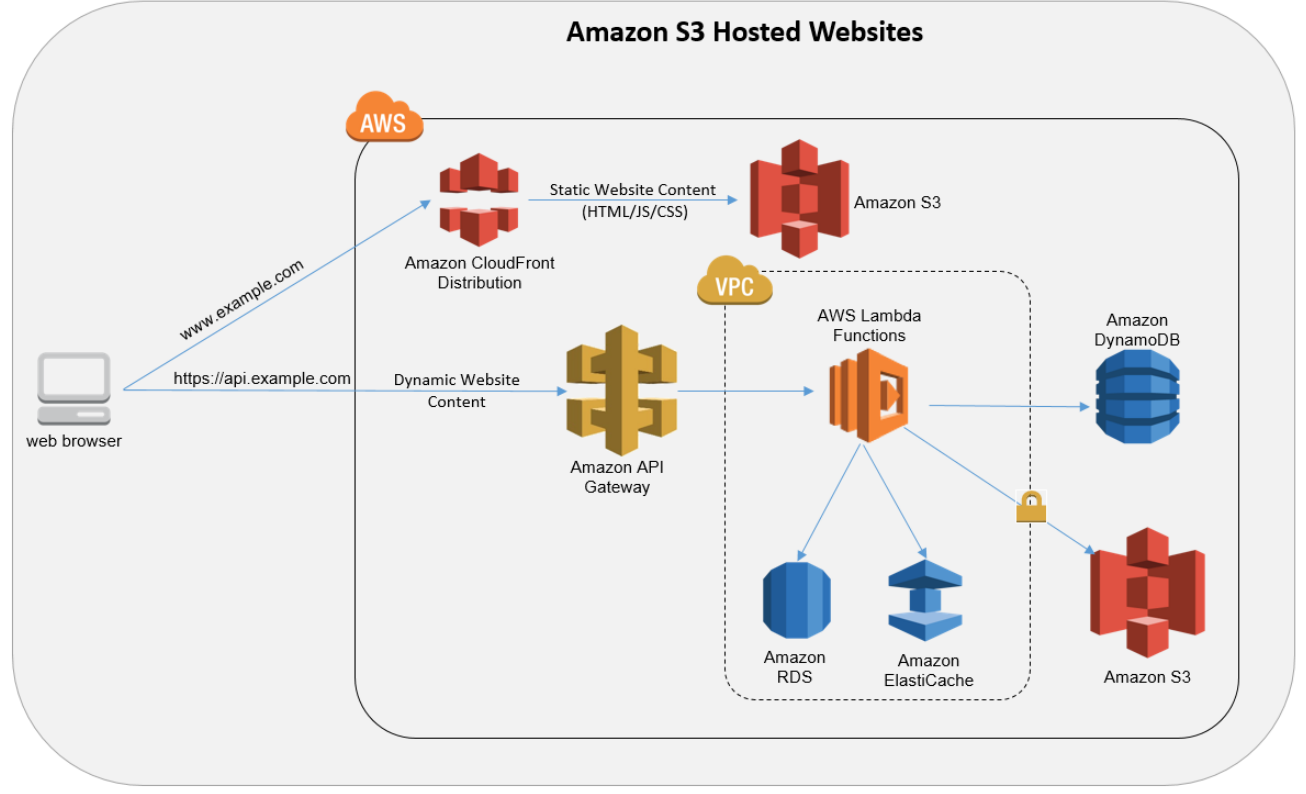 Amazon S3 Hosted Websites
AWS
Static Website Content
(HTML/JS/CSS)
Amazon S3
Amazon CloudFront
Distribution
www.example.com
VPC
AWS Lambda
Functions
Amazon
DynamoDB
https://api.example.com
Dynamic Website
Content
web browser
Amazon API
Gateway
Amazon
RDS
Amazon
ElastiCache
Amazon S3